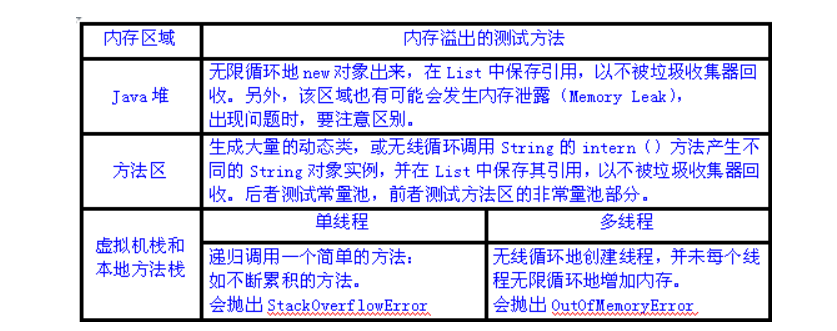 内存区域
内存溢出的测试方法
Java 堆
无限循环地 new 对象出来，在 List 中保存引用，以不被垃圾收集器回
收。另外，该区域也有可能会发生内存泄露（Memory Leak），
出现问题时，要注意区别。
方法区
生成大量的动态类，或无线循环调用 String 的 intern（）方法产生不
同的 String 对象实例，并在 List 中保存其引用，以不被垃圾收集器回
收。后者测试常量池，前者测试方法区的非常量池部分。
虚拟机栈和
本地方法栈
单线程
多线程
递归调用一个简单的方法：
如不断累积的方法。
会抛出 StackOverflowError
无线循环地创建线程，并未每个线
程无限循环地增加内存。
会抛出 OutOfMemoryError